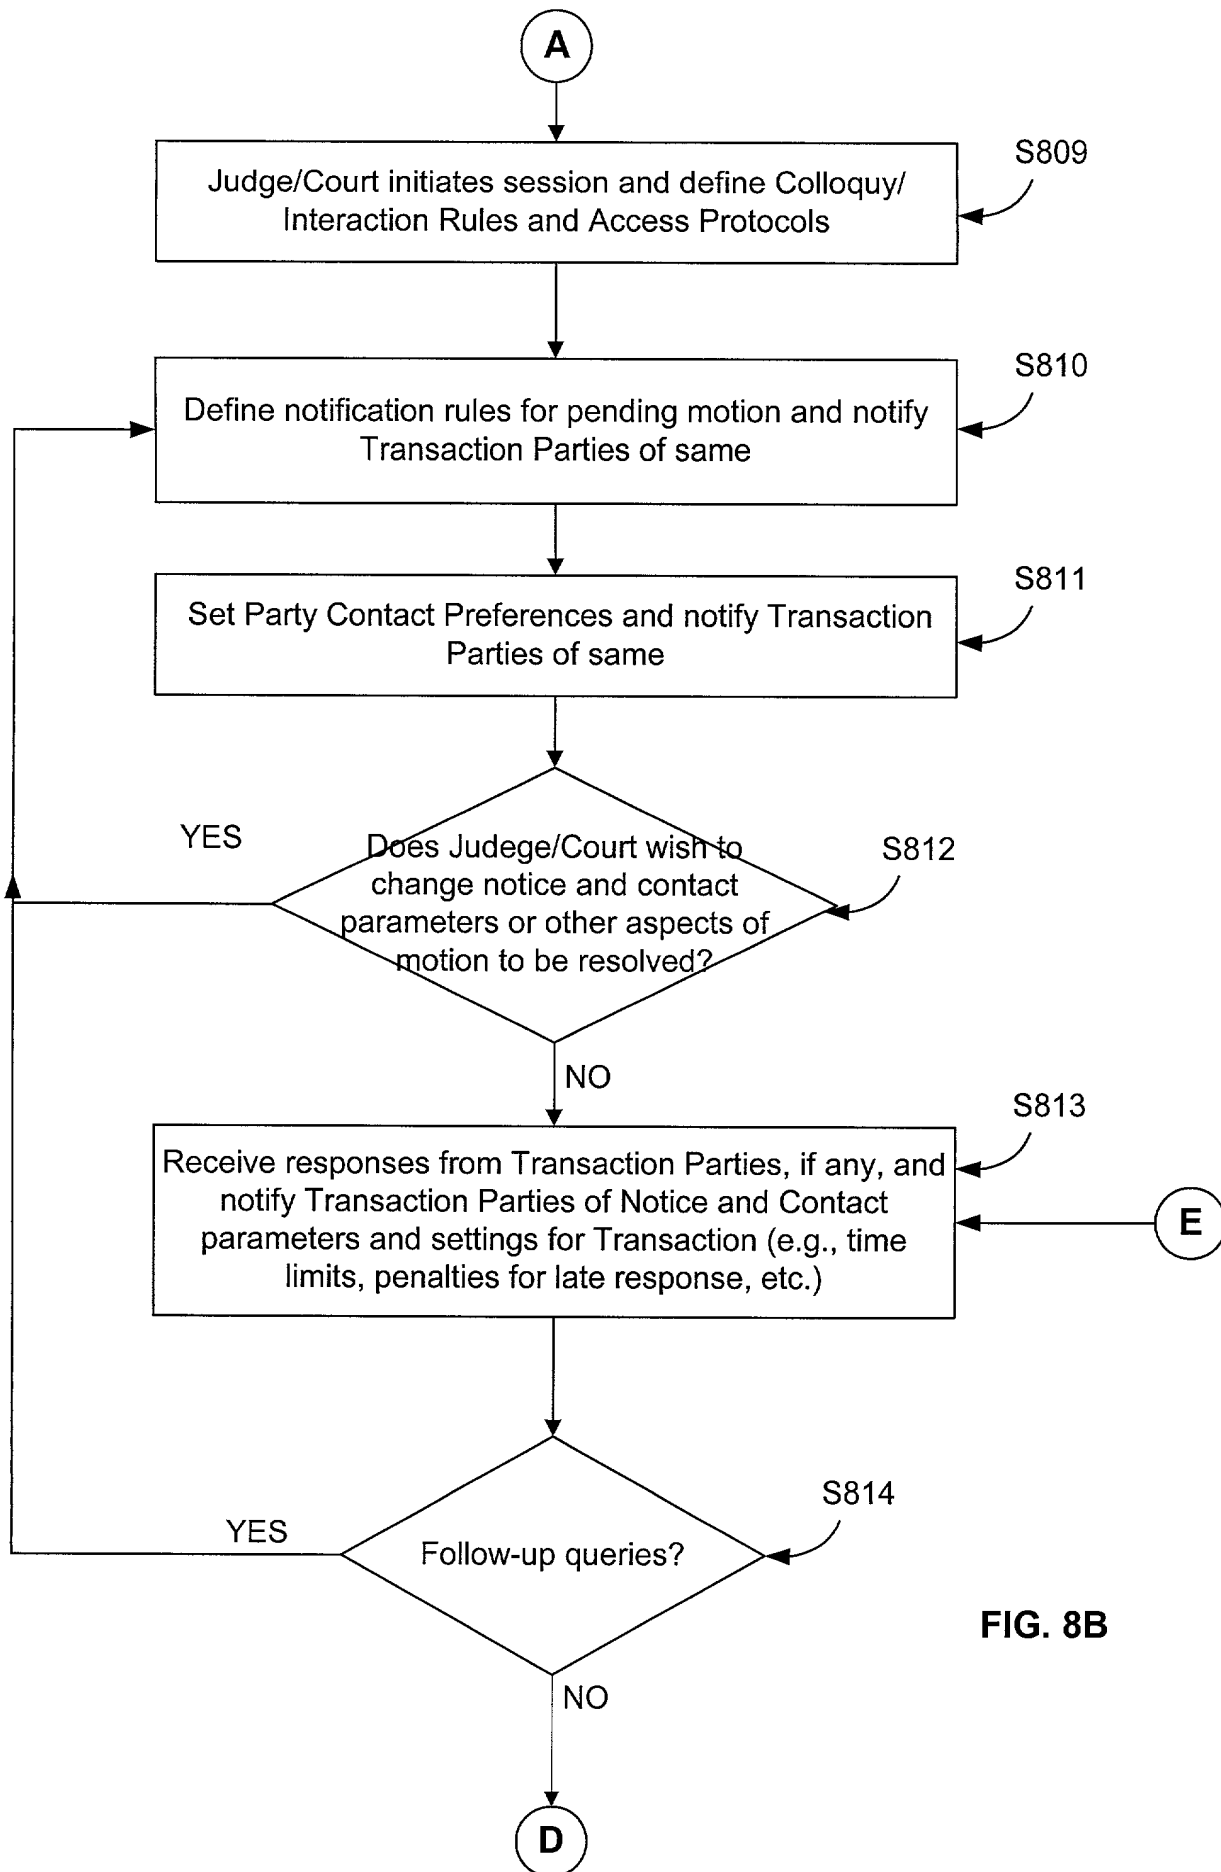 A
Judge/Court initiates session and define Colloquy/
Interaction Rules and Access Protocols
S809
Define notification rules for pending motion and notify
Transaction Parties of same
S810
Set Party Contact Preferences and notify Transaction
Parties of same
S811
YES
Does Judege/Court wish to
change notice and contact
parameters or other aspects of
motion to be resolved?
S812
NO
S813
Receive responses from Transaction Parties, if any, and
notify Transaction Parties of Notice and Contact
parameters and settings for Transaction (e.g., time
limits, penalties for late response, etc.)
E
YES
Follow-up queries?
S814
FIG. 8B
NO
D